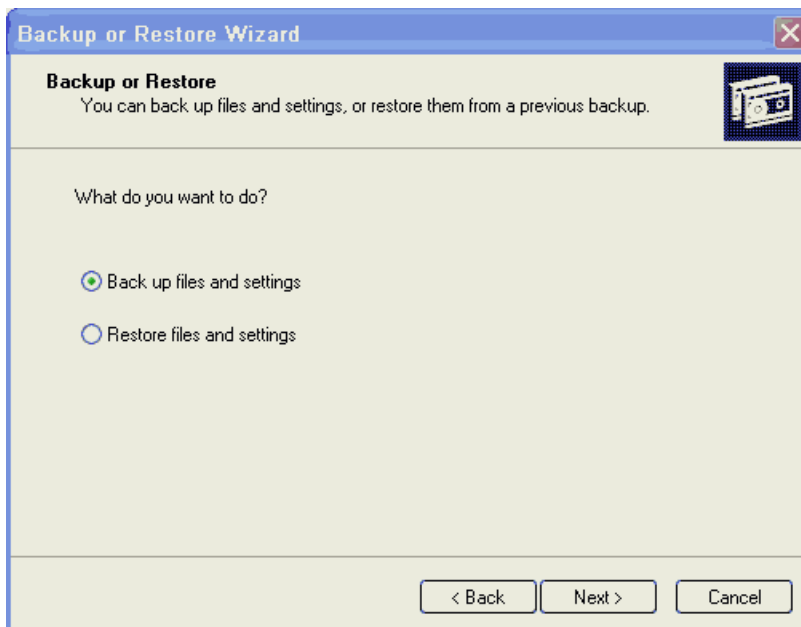 Backup or Restore Wizard
Backup or Restore
You can back up files and settings, or restore them from a previous backup.
What do you want to do?
Back up files and settings
Restore files and settings
< Back Next > Cancel